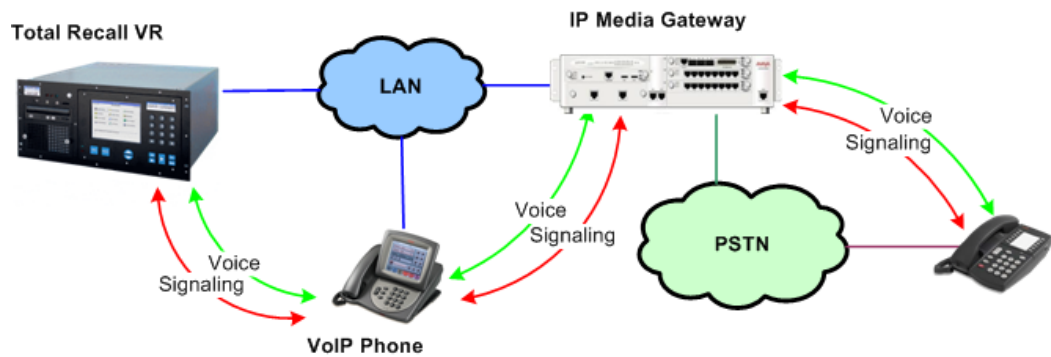 Total Recall VR
IP Media Gateway
LAN
Voice
Signaling
Voice
Signaling
PSTN
Voice
Signaling
VoIP Phone